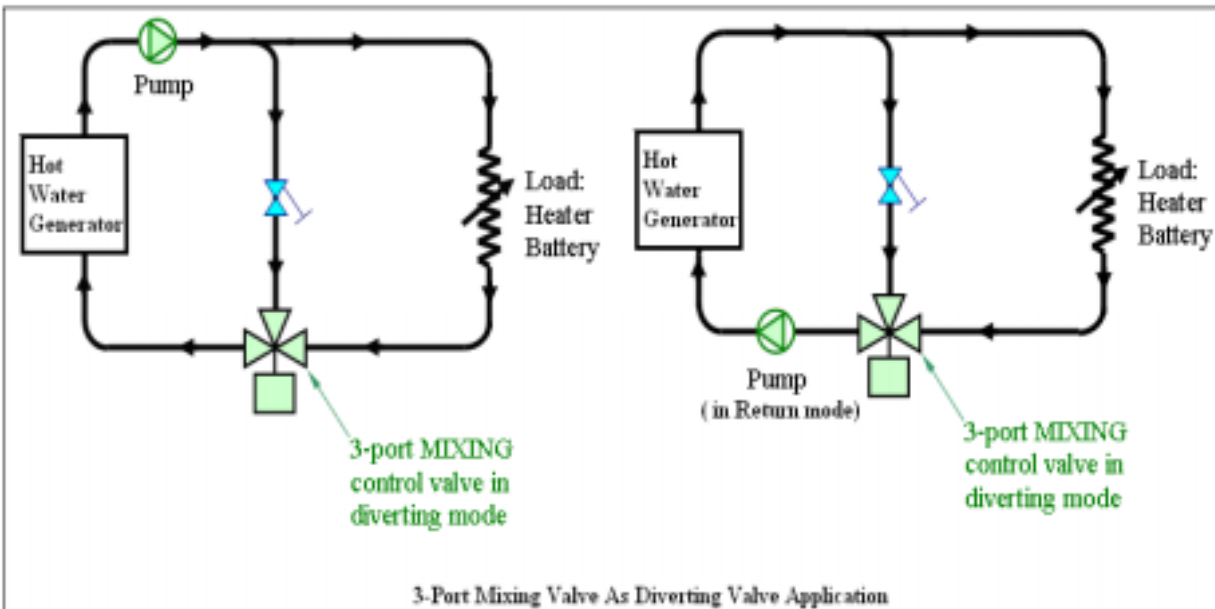 Pump
Hot
Water
Generator
Load:
Heater
Battery
3-port MIXING
control valve in
diverting mode
Hot
Water
Generator
Load:
Heater
Battery
Pump
( in Return mode)
3-port MIXING
control valve in
diverting mode
3-Port Mixing Valve As Diverting Valve Application